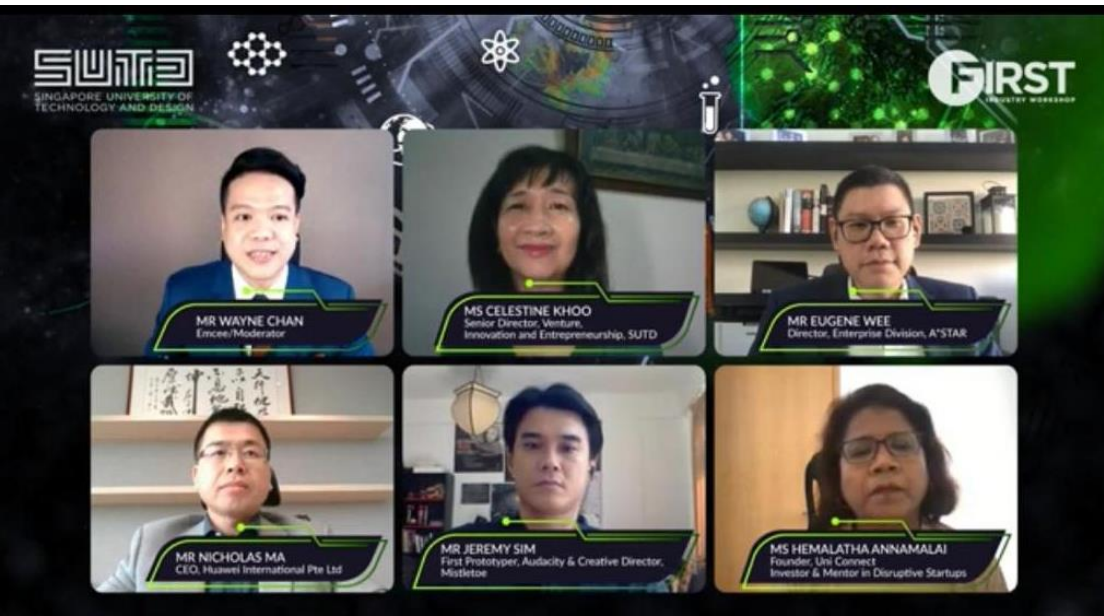 SUTD
SINGAPORE UNIVERSITY OF
TECHNOLOGY AND DESIGN
FIRST
INDUSTRY WORKSHOP
MR WAYNE CHAN
Emcee/Moderator
MS CELESTINE KHOO
Senior Director, Venture,
Innovation and Entrepreneurship, SUTD
MR EUGENE WEE
Director, Enterprise Division, A*STAR
MR NICHOLAS MA
CEO, Huawei International Pte Ltd
MR JEREMY SIM
First Prototyper, Audacity & Creative Director,
Mistletoe
MS HEMALATHA ANNAMALAI
Founder, Uni Connect
Investor & Mentor in Disruptive Startups